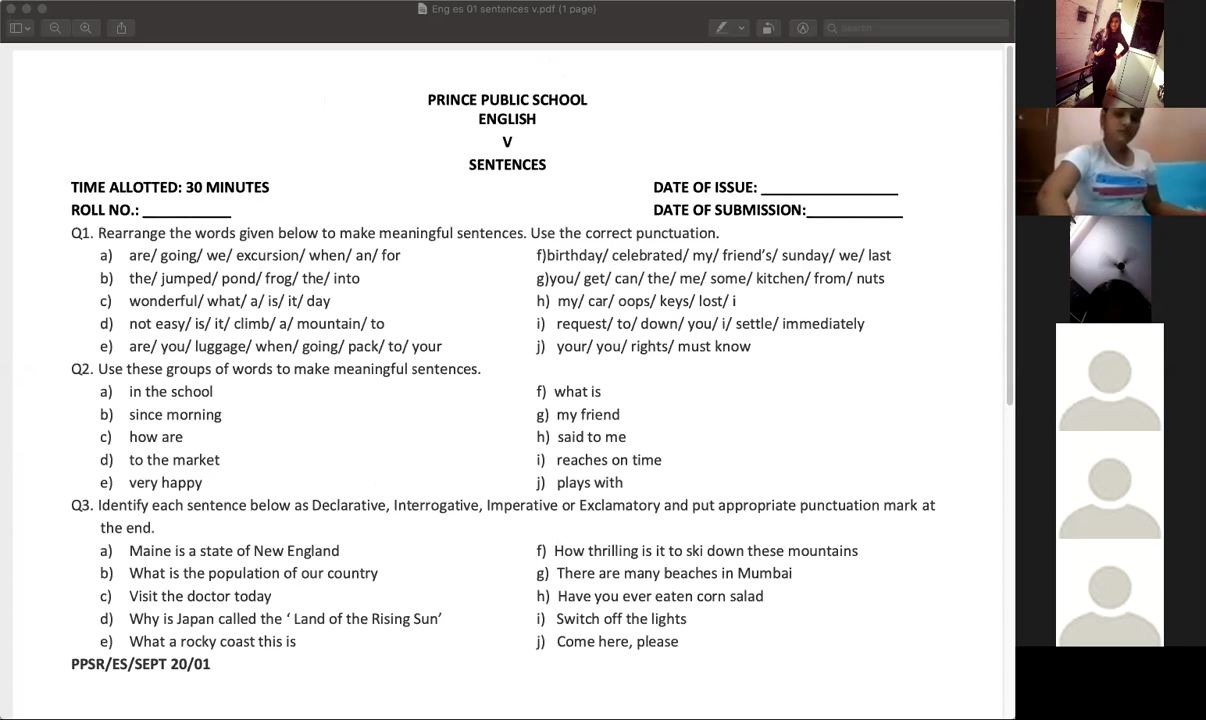 Eng es 01 sentences v.pdf (1 page)
Search
PRINCE PUBLIC SCHOOL
ENGLISH
V
SENTENCES
TIME ALLOTTED: 30 MINUTES DATE OF ISSUE: ________________
ROLL NO.: __________ DATE OF SUBMISSION:___________
Q1. Rearrange the words given below to make meaningful sentences. Use the correct punctuation.
a) are/ going/ we/ excursion/ when/ an/ for f)birthday/ celebrated/ my/ friend's/ sunday/ we/ last
b) the/ jumped/ pond/ frog/ the/ into g)you/ get/ can/ the/ me/ some/ kitchen/ from/ nuts
c) wonderful/ what/ a/ is/ it/ day h) my/ car/ oops/ keys/ lost/ i
d) not easy/ is/ it/ climb/ a/ mountain/ to i) request/ to/ down/ you/ i/ settle/ immediately
e) are/ you/ luggage/ when/ going/ pack/ to/ your j) your/ you/ rights/ must know
Q2. Use these groups of words to make meaningful sentences.
a) in the school f) what is
b) since morning g) my friend
c) how are h) said to me
d) to the market i) reaches on time
e) very happy j) plays with
Q3. Identify each sentence below as Declarative, Interrogative, Imperative or Exclamatory and put appropriate punctuation mark at
the end.
a) Maine is a state of New England f) How thrilling is it to ski down these mountains
b) What is the population of our country g) There are many beaches in Mumbai
c) Visit the doctor today h) Have you ever eaten corn salad
d) Why is Japan called the ‘ Land of the Rising Sun’ i) Switch off the lights
e) What a rocky coast this is j) Come here, please
PPSR/ES/SEPT 20/01